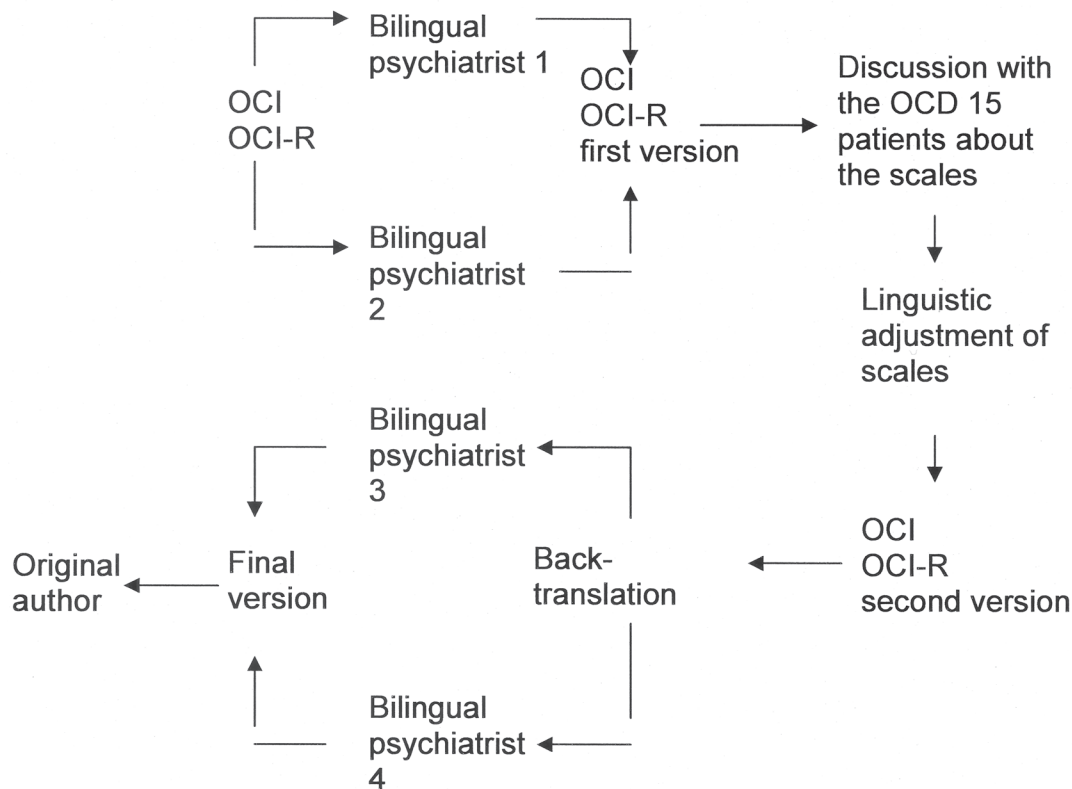 OCI
OCI-R
Bilingual
psychiatrist 1
Bilingual
psychiatrist
2
OCI
OCI-R
first version
Discussion with
the OCD 15
patients about
the scales
Linguistic
adjustment of
scales
OCI
OCI-R
second version
Back-
translation
Bilingual
psychiatrist
3
Bilingual
psychiatrist
4
Final
version
Original
author